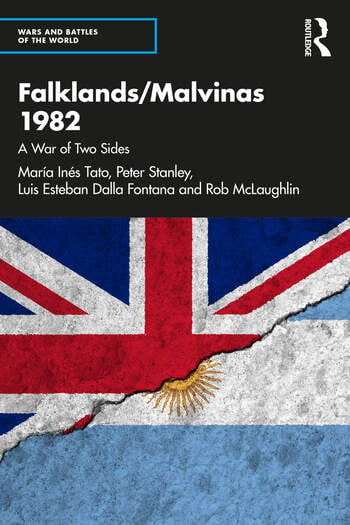 WARS AND BATTLES
OF THE WORLD
ROUTLEDGE
Falklands/Malvinas
1982
A War of Two Sides
María Inés Tato, Peter Stanley,
Luis Esteban Dalla Fontana and Rob McLaughlin